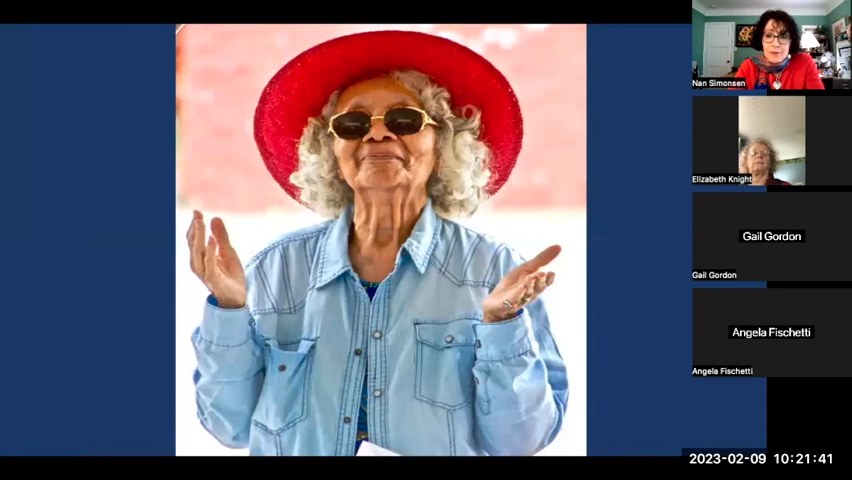 Nan Simonsen
Elizabeth Knight
Gail Gordon
Gail Gordon
Angela Fischetti
Angela Fischetti
2023-02-09 10:21:41